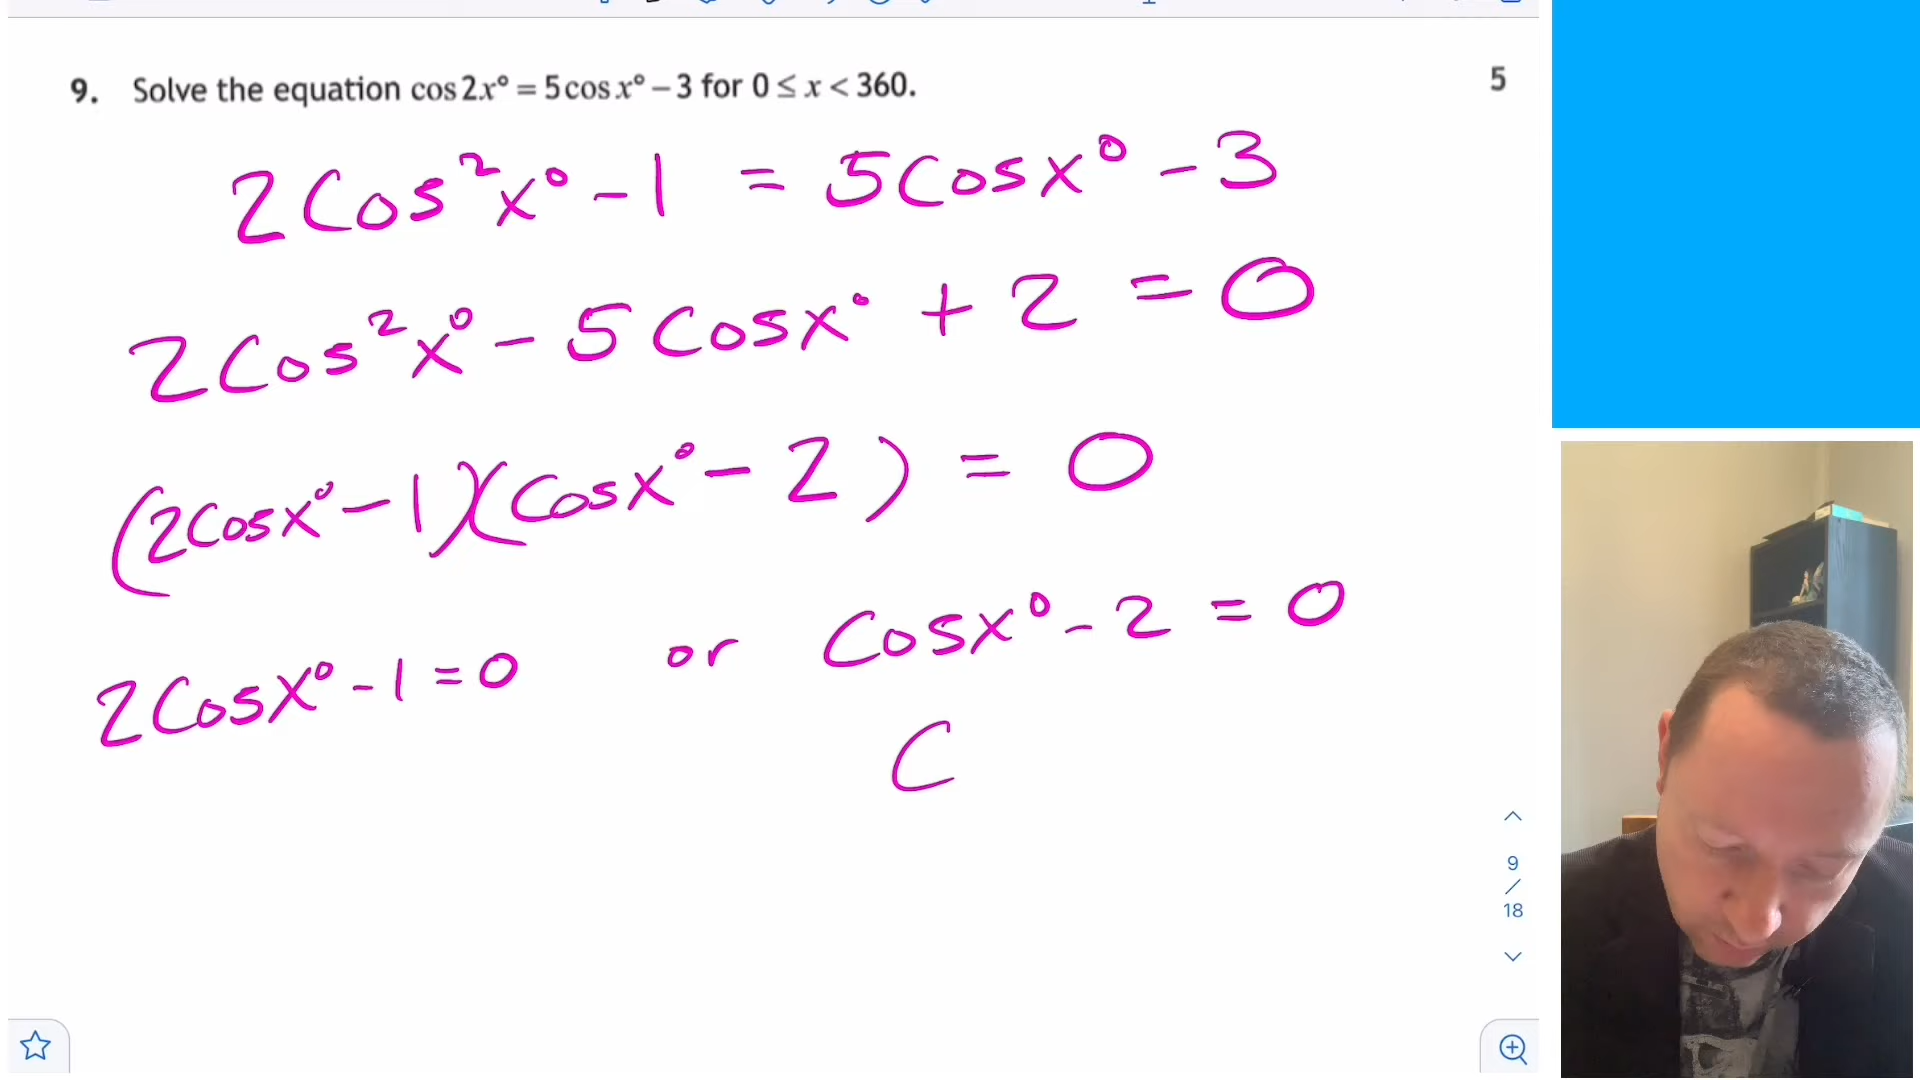 9. Solve the equation cos 2x° = 5 cos x° – 3 for 0 ≤ x < 360. 5
2Cos²x° - 1 = 5Cosx° - 3
2Cos²x° - 5Cosx° + 2 = 0
(2Cosx° - 1)(Cosx° - 2) = 0
2Cosx° - 1 = 0 or Cosx° - 2 = 0
C
9
/
18